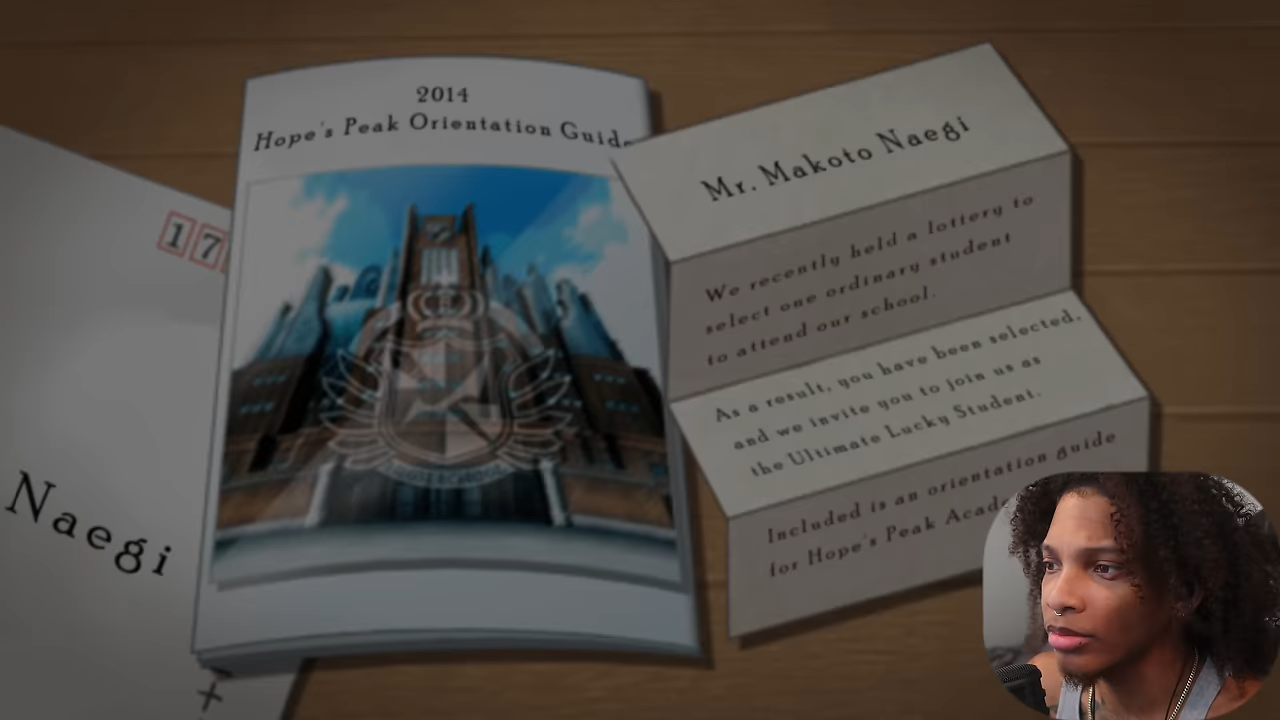 17
Naegi
2014
Hope's Peak Orientation Guide
Mr. Makoto Naegi
We recently held a lottery to
select one ordinary student
to attend our school.
As a result, you have been selected,
and we invite you to join us as
the Ultimate Lucky Student.
Included is an orientation guide
for Hope's Peak